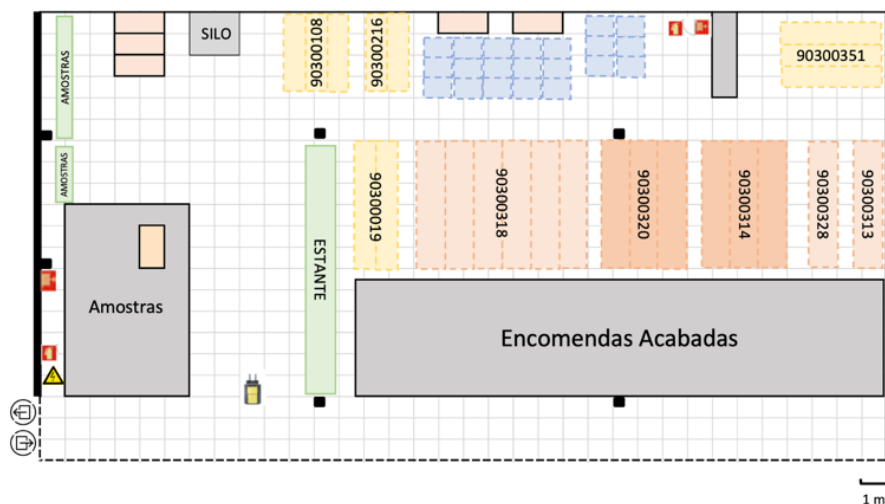 AMOSTRAS
SILO
90300108
90300216
90300351
AMOSTRAS
90300019
90300318
90300320
90300314
90300328
90300313
ESTANTE
Amostras
Encomendas Acabadas
1 m